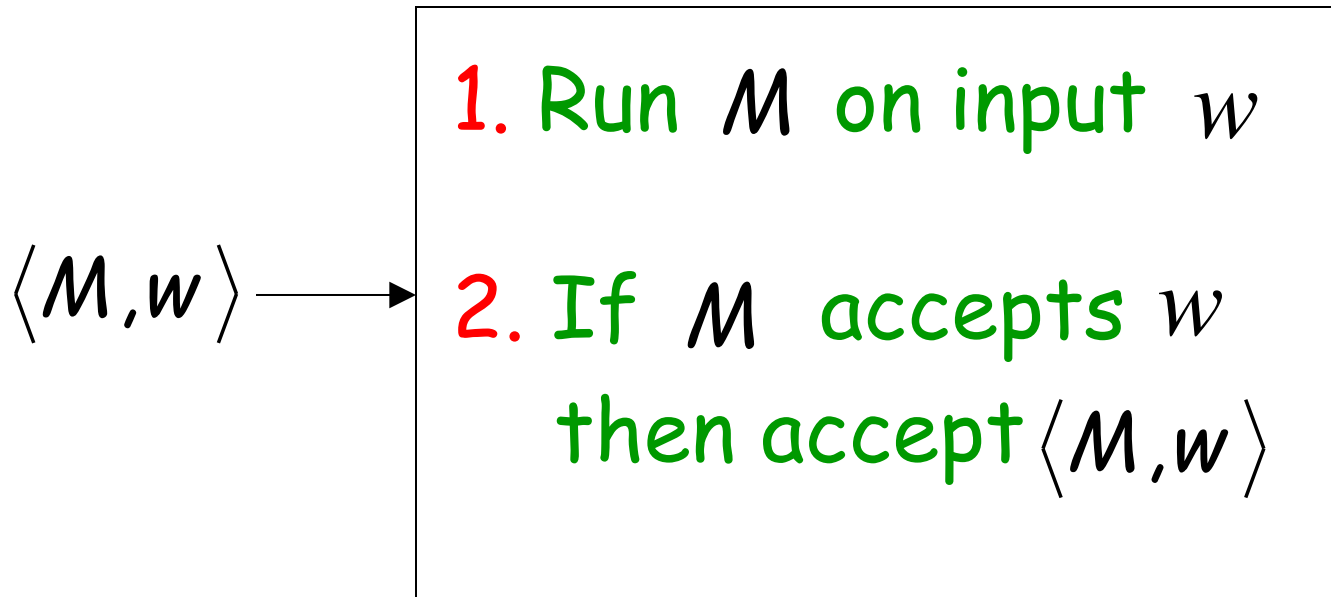 1. Run M on input w
⟨M,w⟩
2. If M accepts w
then accept ⟨M,w⟩